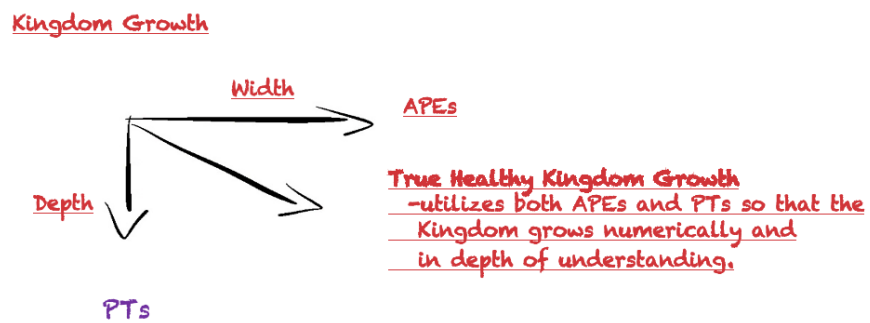 Kingdom Growth
Width
APEs
True Healthy Kingdom Growth
-utilizes both APEs and PTs so that the
Kingdom grows numerically and
in depth of understanding.
Depth
PTs